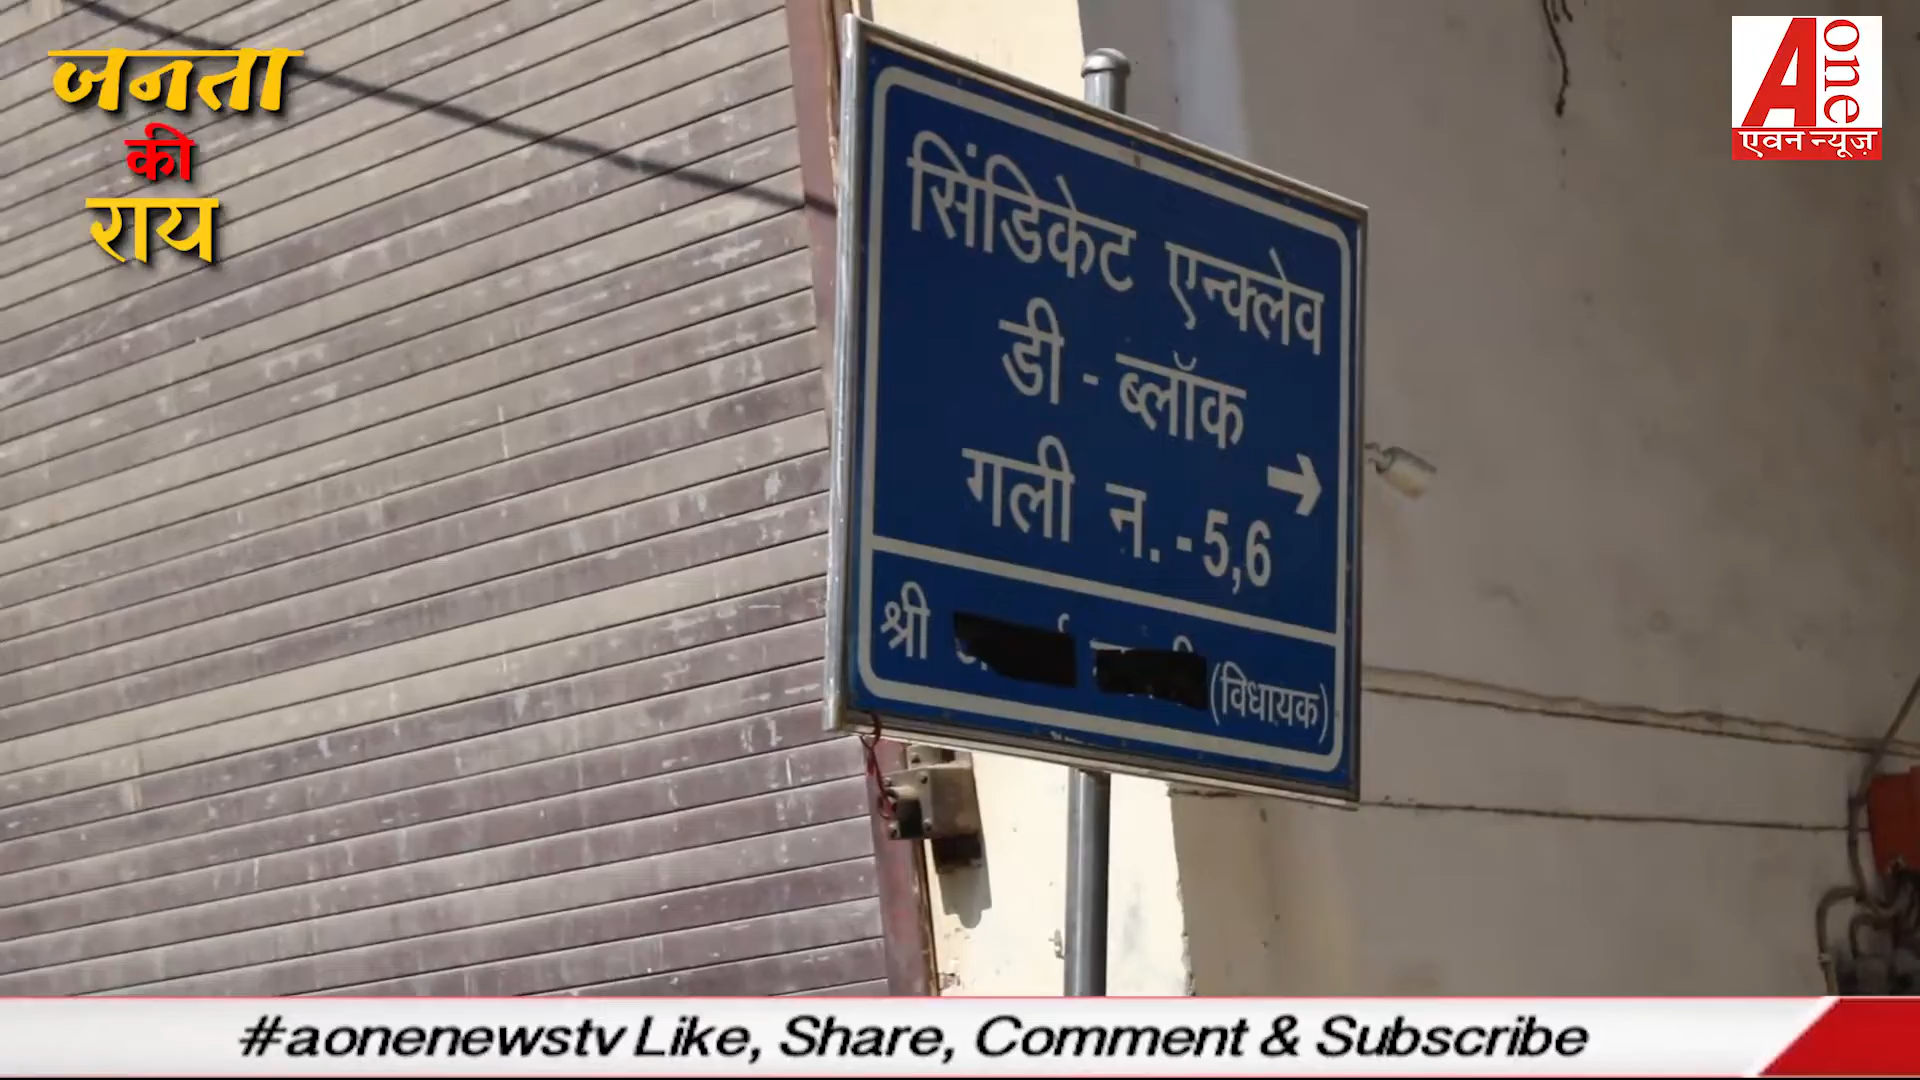 जनता
की
राय
A one
एवन न्यूज़
सिंडिकेट एन्क्लेव
डी - ब्लॉक
गली न. - 5,6
श्री (विधायक)
#aonenewstv Like, Share, Comment & Subscribe